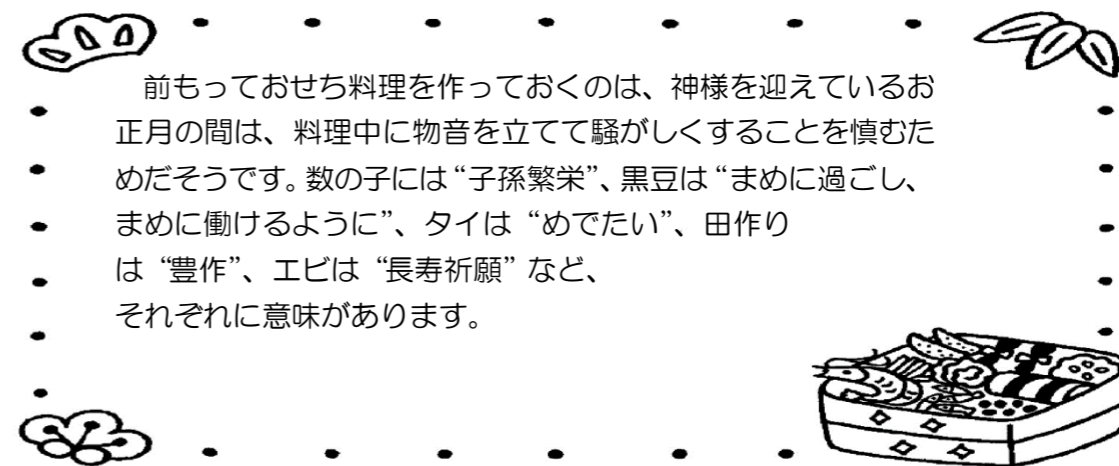 前もっておせち料理を作っておくのは、神様を迎えているお
正月の間は、料理中に物音を立てて騒がしくすることを慎むた
めだそうです。数の子には“子孫繁栄”、黒豆は“まめに過ごし、
まめに働けるように”、タイは“めでたい”、田作り
は“豊作”、エビは“長寿祈願”など、
それぞれに意味があります。